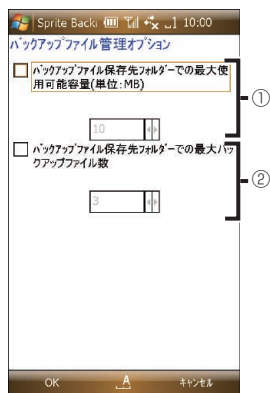 Sprite Backu 10:00
バックアップファイル管理オプション
バックアップファイル保存先フォルダーでの最大使
用可能容量(単位:MB)
10
①
バックアップファイル保存先フォルダーでの最大バッ
クアップファイル数
3
②
OK A キャンセル